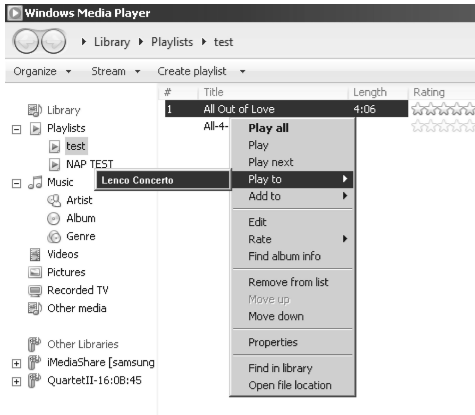 Windows Media Player
Library ▸ Playlists ▸ test
Organize Stream Create playlist
# Title Length Rating
1 All Out of Love 4:06
All-4-
Library
Playlists
test
NAP TEST
Music
Artist
Album
Genre
Videos
Pictures
Recorded TV
Other media
Other Libraries
iMediaShare [samsung
QuartetII-16:0B:45
Lenco Concerto
Play all
Play
Play next
Play to
Add to
Edit
Rate
Find album info
Remove from list
Move up
Move down
Properties
Find in library
Open file location